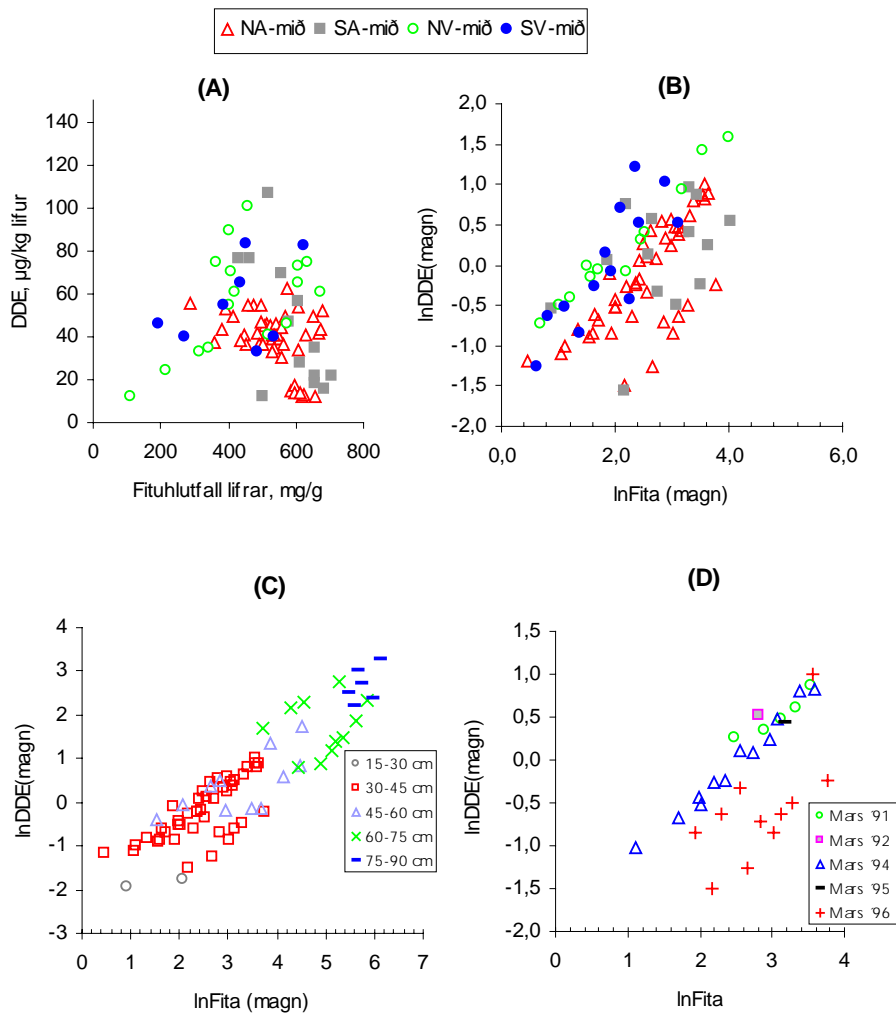 NA-mið SA-mið NV-mið SV-mið
(A)
140
120
100
80
60
40
20
0
DDE, µg/kg lifur
0 200 400 600 800
Fituhlutfall lifrar, mg/g
(B)
2,0
1,5
1,0
0,5
0,0
-0,5
-1,0
-1,5
-2,0
lnDDE(magn)
0,0 2,0 4,0 6,0
lnFita (magn)
(C)
4
3
2
1
0
-1
-2
-3
lnDDE(magn)
0 1 2 3 4 5 6 7
lnFita (magn)
15-30 cm
30-45 cm
45-60 cm
60-75 cm
75-90 cm
(D)
1,5
1,0
0,5
0,0
-0,5
-1,0
-1,5
-2,0
lnDDE(magn)
0 1 2 3 4
lnFita
Mars '91
Mars '92
Mars '94
Mars '95
Mars '96